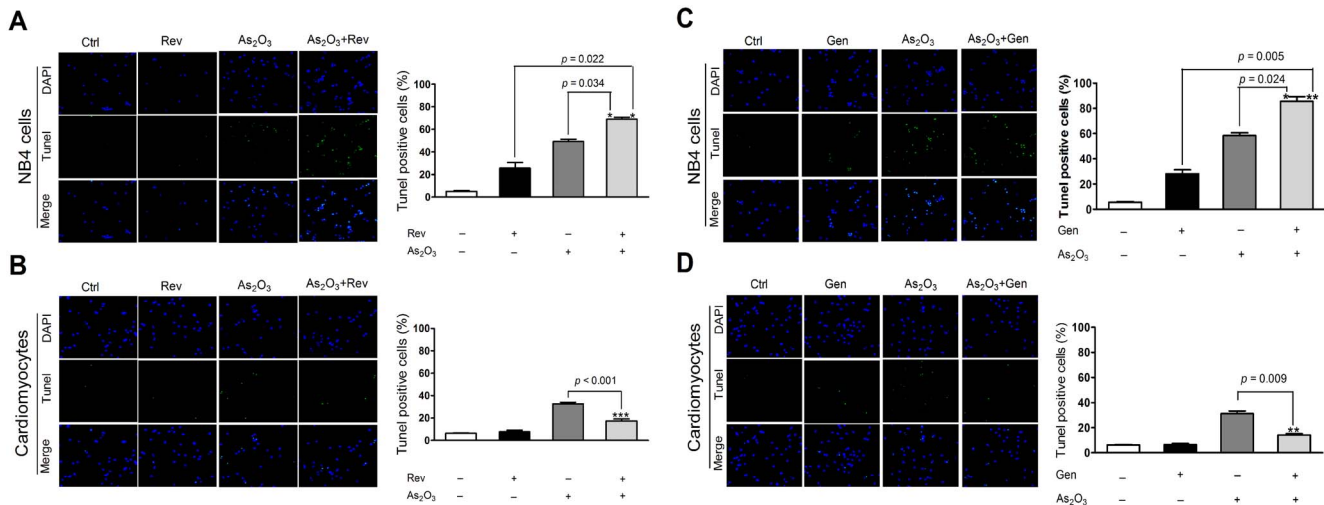 A
Ctrl Rev As₂O₃ As₂O₃+Rev
NB4 cells
DAPI
Tunel
Merge
Tunel positive cells (%)
100
80
60
40
20
0
p = 0.022
p = 0.034
* *
Rev – + – +
As₂O₃ – – + +
B
Ctrl Rev As₂O₃ As₂O₃+Rev
Cardiomyocytes
DAPI
Tunel
Merge
Tunel positive cells (%)
100
80
60
40
20
0
p < 0.001
***
Rev – + – +
As₂O₃ – – + +
C
Ctrl Gen As₂O₃ As₂O₃+Gen
NB4 cells
DAPI
Tunel
Merge
Tunel positive cells (%)
100
80
60
40
20
0
p = 0.005
p = 0.024
* **
Gen – + – +
As₂O₃ – – + +
D
Ctrl Gen As₂O₃ As₂O₃+Gen
Cardiomyocytes
DAPI
Tunel
Merge
Tunel positive cells (%)
100
80
60
40
20
0
p = 0.009
**
Gen – + – +
As₂O₃ – – + +